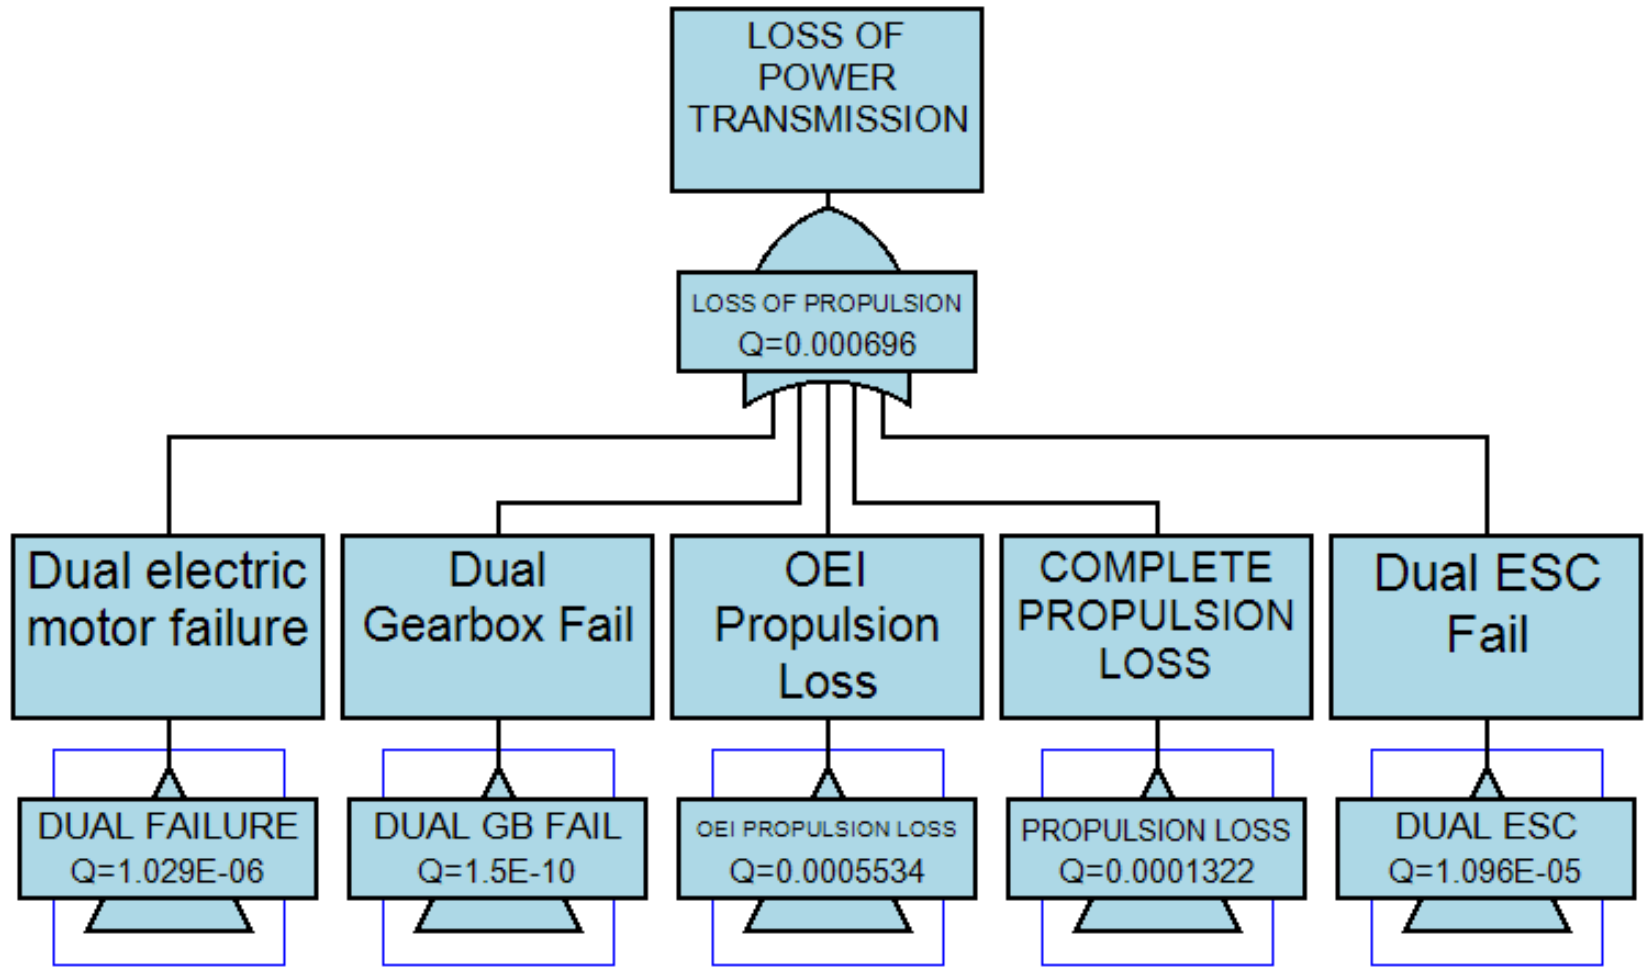 LOSS OF
POWER
TRANSMISSION
LOSS OF PROPULSION
Q=0.000696
Dual electric
motor failure
Dual
Gearbox Fail
OEI
Propulsion
Loss
COMPLETE
PROPULSION
LOSS
Dual ESC
Fail
DUAL FAILURE
Q=1.029E-06
DUAL GB FAIL
Q=1.5E-10
OEI PROPULSION LOSS
Q=0.0005534
PROPULSION LOSS
Q=0.0001322
DUAL ESC
Q=1.096E-05